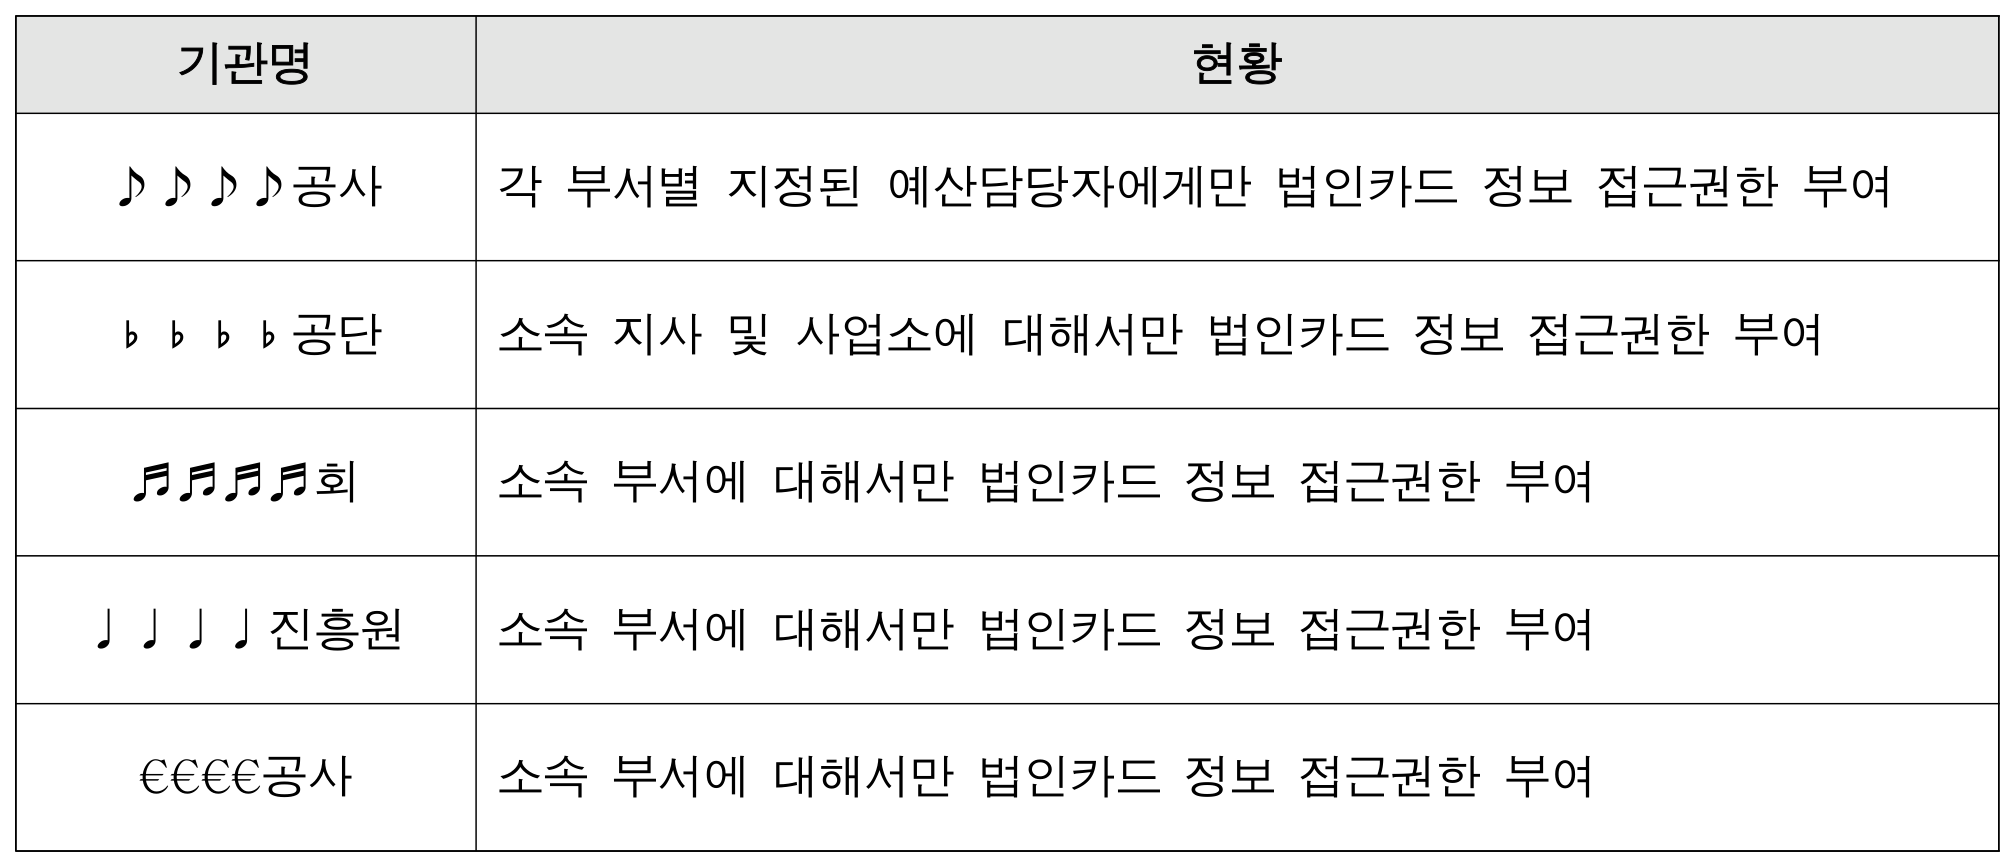 기관명 현황
♪♪♪♪공사 각 부서별 지정된 예산담당자에게만 법인카드 정보 접근권한 부여
♭♭♭♭공단 소속 지사 및 사업소에 대해서만 법인카드 정보 접근권한 부여
♬♬♬♬회 소속 부서에 대해서만 법인카드 정보 접근권한 부여
♩♩♩♩진흥원 소속 부서에 대해서만 법인카드 정보 접근권한 부여
€€€€공사 소속 부서에 대해서만 법인카드 정보 접근권한 부여